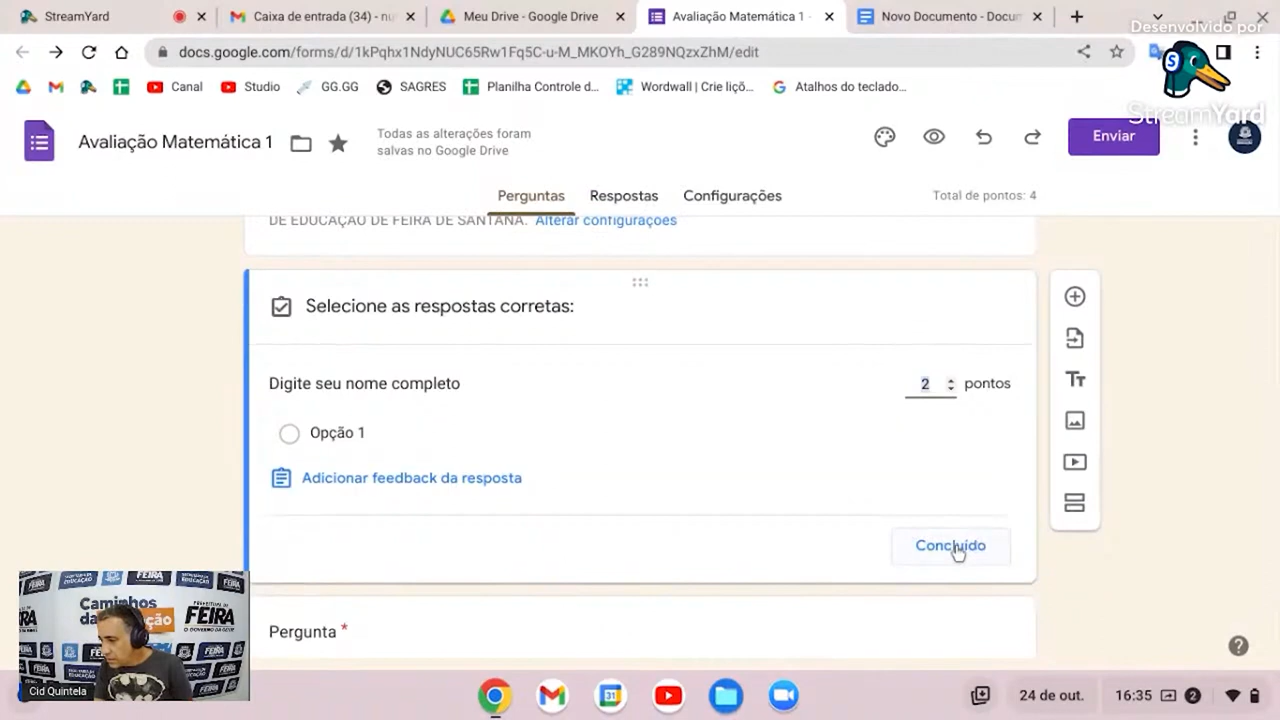 StreamYard
Caixa de entrada (34) - nu
Meu Drive - Google Drive
Avaliação Matemática 1 -
Novo Documento - Docum
Desenvolvido por
StreamYard
docs.google.com/forms/d/1kPqhx1NdyNUC65Rw1Fq5C-u-M_MKOYh_G289NQzxZhM/edit
Canal
Studio
GG.GG
SAGRES
Planilha Controle d...
Wordwall | Crie liçõ...
Atalhos do teclado...
Avaliação Matemática 1
Todas as alterações foram
salvas no Google Drive
Enviar
Perguntas
Respostas
Configurações
Total de pontos: 4
DE EDUCAÇÃO DE FEIRA DE SANTANA. Alterar configurações
Selecione as respostas corretas:
Digite seu nome completo
2 pontos
Opção 1
Adicionar feedback da resposta
Concluído
Pergunta *
Caminhos
FEIRA
Cid Quintela
31
24 de out.
16:35
2